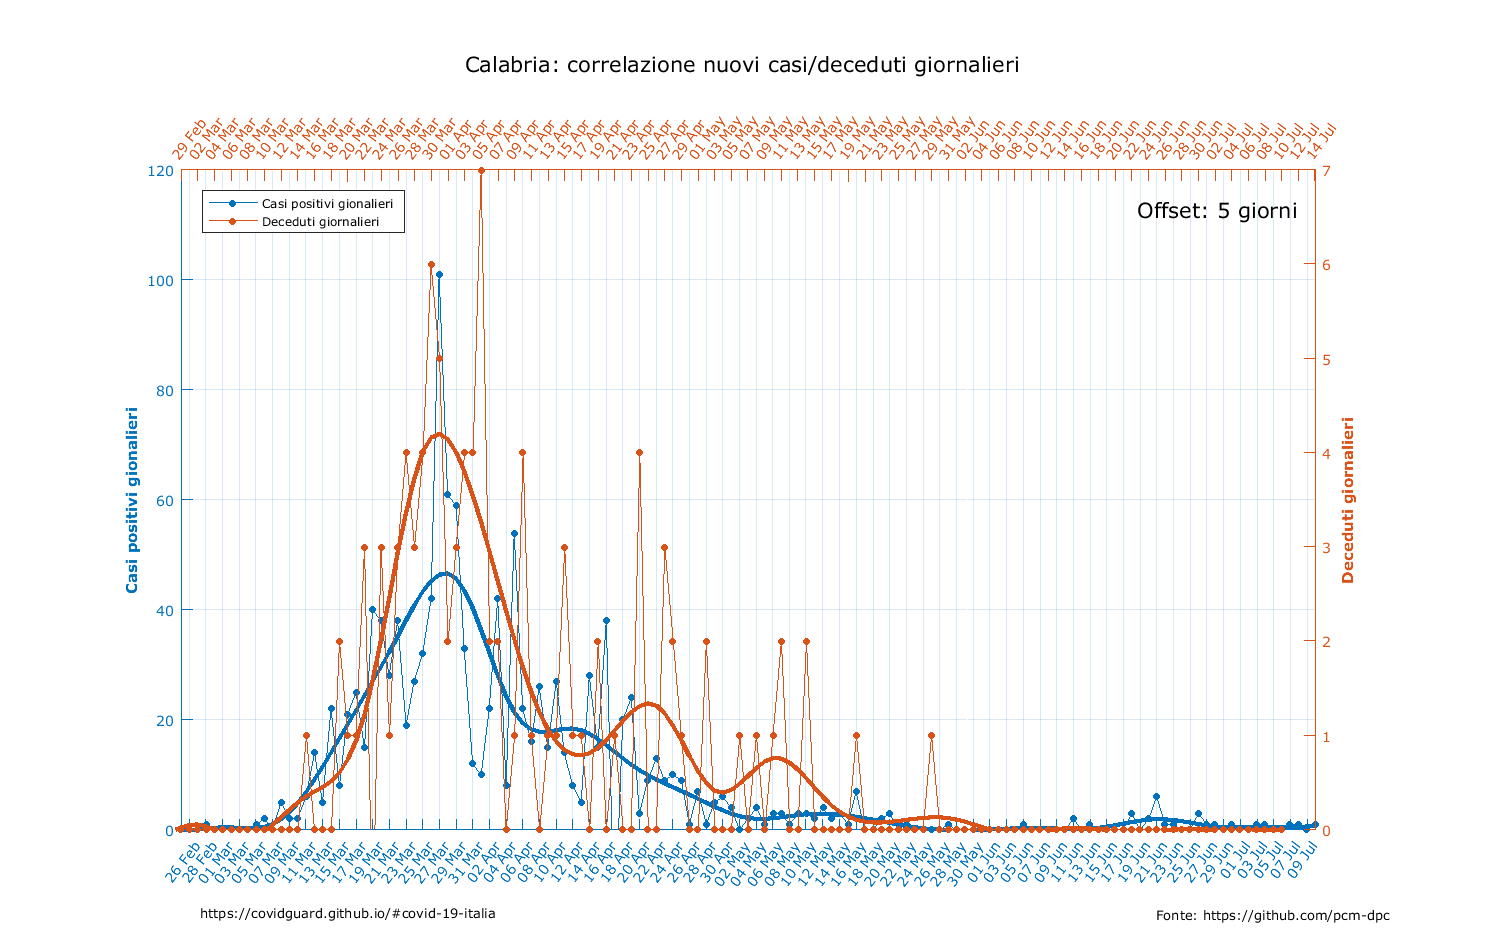 Calabria: correlazione nuovi casi/deceduti giornalieri
29 Feb 02 Mar 04 Mar 06 Mar 08 Mar 10 Mar 12 Mar 14 Mar 16 Mar 18 Mar 20 Mar 22 Mar 24 Mar 26 Mar 28 Mar 30 Mar 01 Apr 03 Apr 05 Apr 07 Apr 09 Apr 11 Apr 13 Apr 15 Apr 17 Apr 19 Apr 21 Apr 23 Apr 25 Apr 27 Apr 29 Apr 01 May 03 May 05 May 07 May 09 May 11 May 13 May 15 May 17 May 19 May 21 May 23 May 25 May 27 May 29 May 31 May 02 Jun 04 Jun 06 Jun 08 Jun 10 Jun 12 Jun 14 Jun 16 Jun 18 Jun 20 Jun 22 Jun 24 Jun 26 Jun 28 Jun 30 Jun 02 Jul 04 Jul 06 Jul 08 Jul 10 Jul 12 Jul 14 Jul
Casi positivi gionalieri
Deceduti giornalieri
Offset: 5 giorni
120
100
80
60
40
20
0
Casi positivi gionalieri
7
6
5
4
3
2
1
0
Deceduti giornalieri
26 Feb 28 Feb 01 Mar 03 Mar 05 Mar 07 Mar 09 Mar 11 Mar 13 Mar 15 Mar 17 Mar 19 Mar 21 Mar 23 Mar 25 Mar 27 Mar 29 Mar 31 Mar 02 Apr 04 Apr 06 Apr 08 Apr 10 Apr 12 Apr 14 Apr 16 Apr 18 Apr 20 Apr 22 Apr 24 Apr 26 Apr 28 Apr 30 Apr 02 May 04 May 06 May 08 May 10 May 12 May 14 May 16 May 18 May 20 May 22 May 24 May 26 May 28 May 30 May 01 Jun 03 Jun 05 Jun 07 Jun 09 Jun 11 Jun 13 Jun 15 Jun 17 Jun 19 Jun 21 Jun 23 Jun 25 Jun 27 Jun 29 Jun 01 Jul 03 Jul 05 Jul 07 Jul 09 Jul
https://covidguard.github.io/#covid-19-italia
Fonte: https://github.com/pcm-dpc